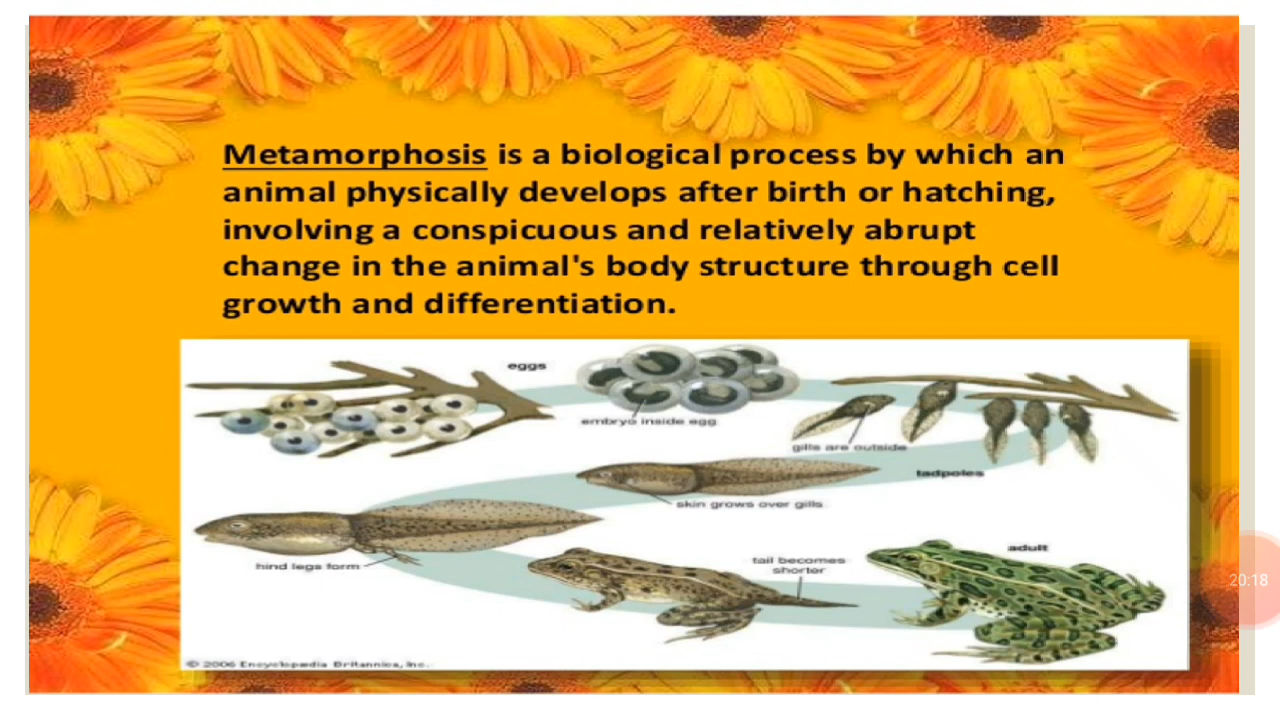 Metamorphosis is a biological process by which an
animal physically develops after birth or hatching,
involving a conspicuous and relatively abrupt
change in the animal's body structure through cell
growth and differentiation.
eggs
embryo inside egg
gills are outside
tadpoles
skin grows over gills
hind legs form
tail becomes
shorter
adult
20:18
© 2006 Encyclopædia Britannica, Inc.